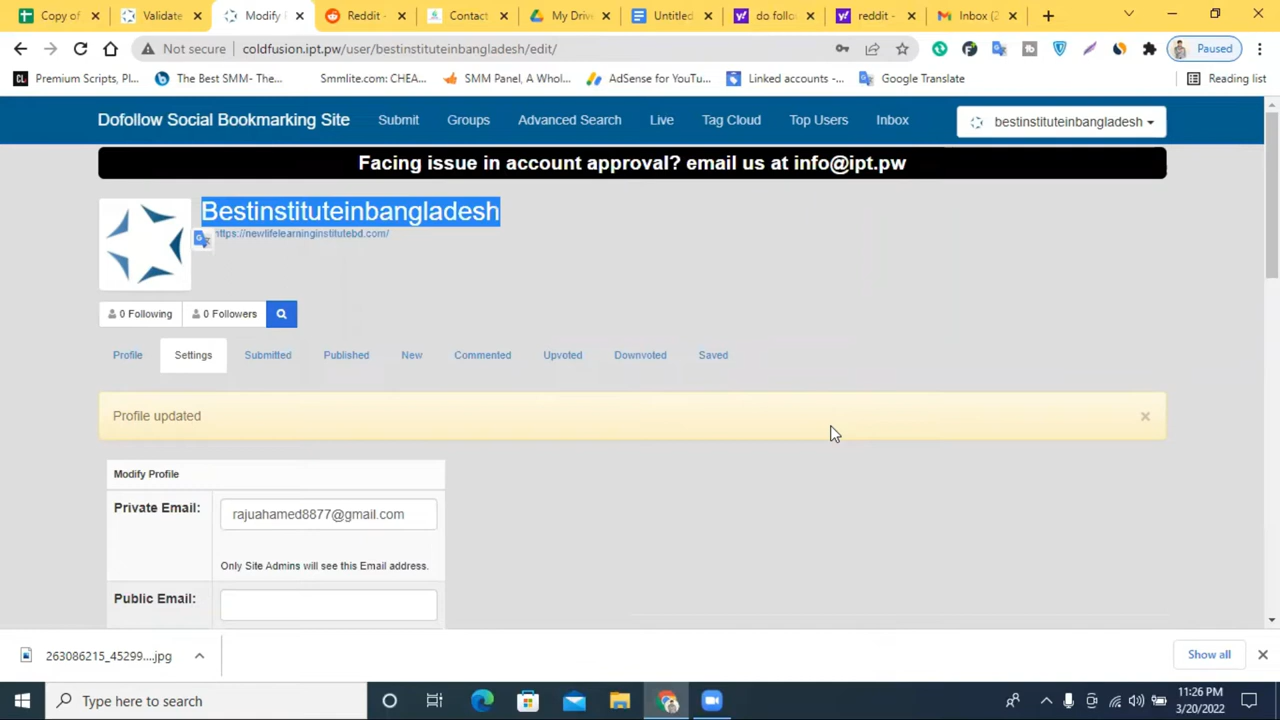 Copy of
Validate
Modify F
Reddit -
Contact
My Driv
Untitled
do follo
reddit -
Inbox (2
Not secure
coldfusion.ipt.pw/user/bestinstituteinbangladesh/edit/
Paused
Premium Scripts, Pl...
The Best SMM- The...
Smmlite.com: CHEA...
SMM Panel, A Whol...
AdSense for YouTu...
Linked accounts -...
Google Translate
Reading list
Dofollow Social Bookmarking Site
Submit
Groups
Advanced Search
Live
Tag Cloud
Top Users
Inbox
bestinstituteinbangladesh
Facing issue in account approval? email us at info@ipt.pw
Bestinstituteinbangladesh
https://newlifelearninginstitutebd.com/
0 Following
0 Followers
Profile
Settings
Submitted
Published
New
Commented
Upvoted
Downvoted
Saved
Profile updated
×
Modify Profile
Private Email:
rajuahamed8877@gmail.com
Only Site Admins will see this Email address.
Public Email:
263086215_45299....jpg
Show all
Type here to search
11:26 PM
3/20/2022